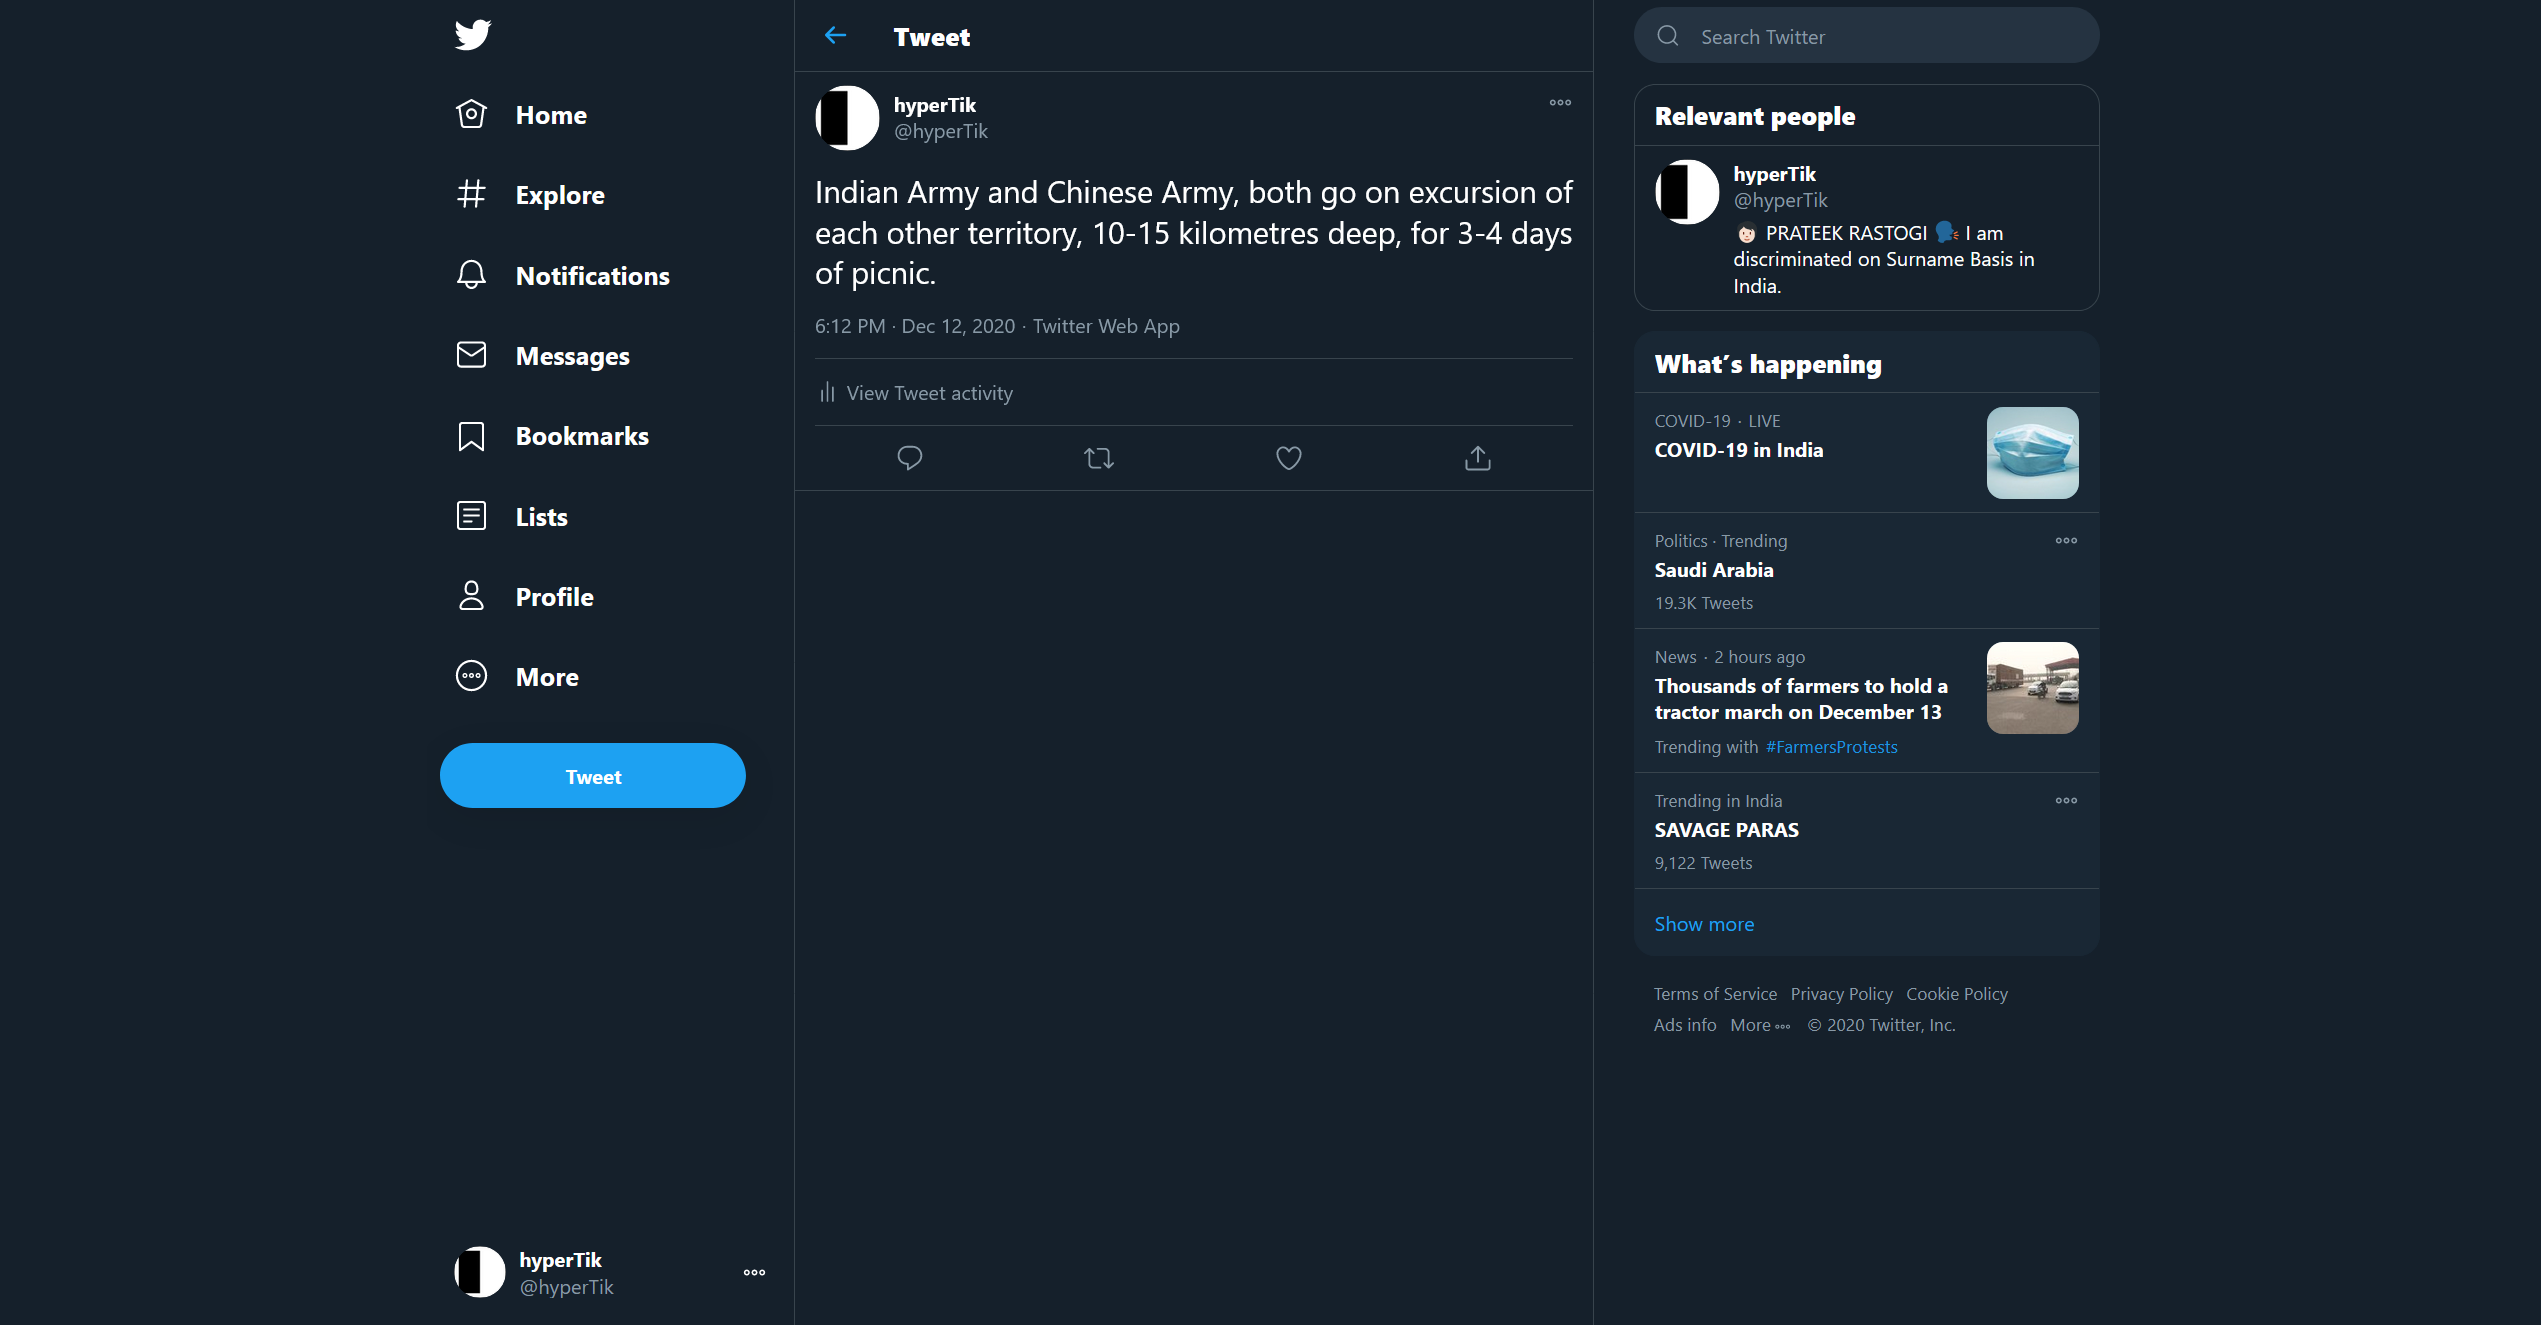 Home
Explore
Notifications
Messages
Bookmarks
Lists
Profile
More
Tweet
hyperTik
@hyperTik
Tweet
hyperTik
@hyperTik
Indian Army and Chinese Army, both go on excursion of
each other territory, 10-15 kilometres deep, for 3-4 days
of picnic.
6:12 PM · Dec 12, 2020 · Twitter Web App
View Tweet activity
Search Twitter
Relevant people
hyperTik
@hyperTik
PRATEEK RASTOGI 🗣 I am
discriminated on Surname Basis in
India.
What's happening
COVID-19 · LIVE
COVID-19 in India
Politics · Trending
Saudi Arabia
19.3K Tweets
News · 2 hours ago
Thousands of farmers to hold a
tractor march on December 13
Trending with #FarmersProtests
Trending in India
SAVAGE PARAS
9,122 Tweets
Show more
Terms of Service Privacy Policy Cookie Policy
Ads info More © 2020 Twitter, Inc.